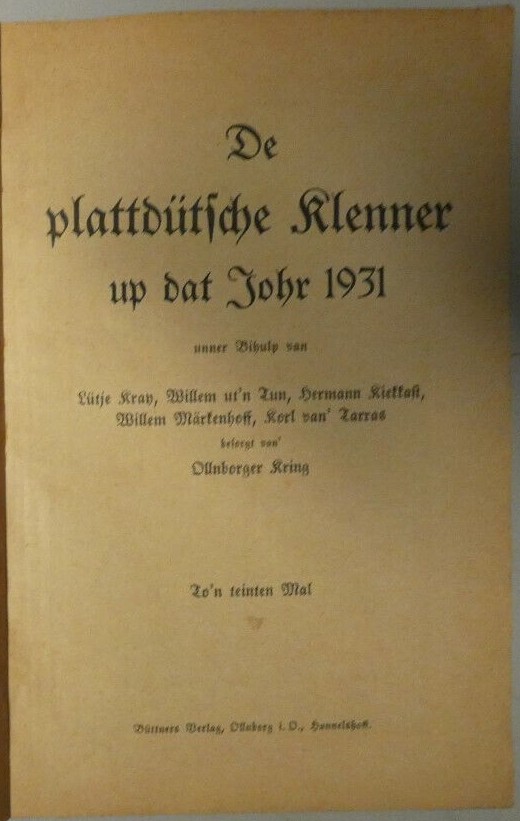 De
plattdütsche Klenner
up dat Johr 1931
unner Bihulp van
Lütje Kray, Willem ut'n Tun, Hermann Kiekkast,
Willem Märkenhoff, Korl van' Tarras
besorgt von'
Ollnborger Kring
To'n teinten Mal
Büttners Verlag, Ollnborg i. O., Hunnelshoff.